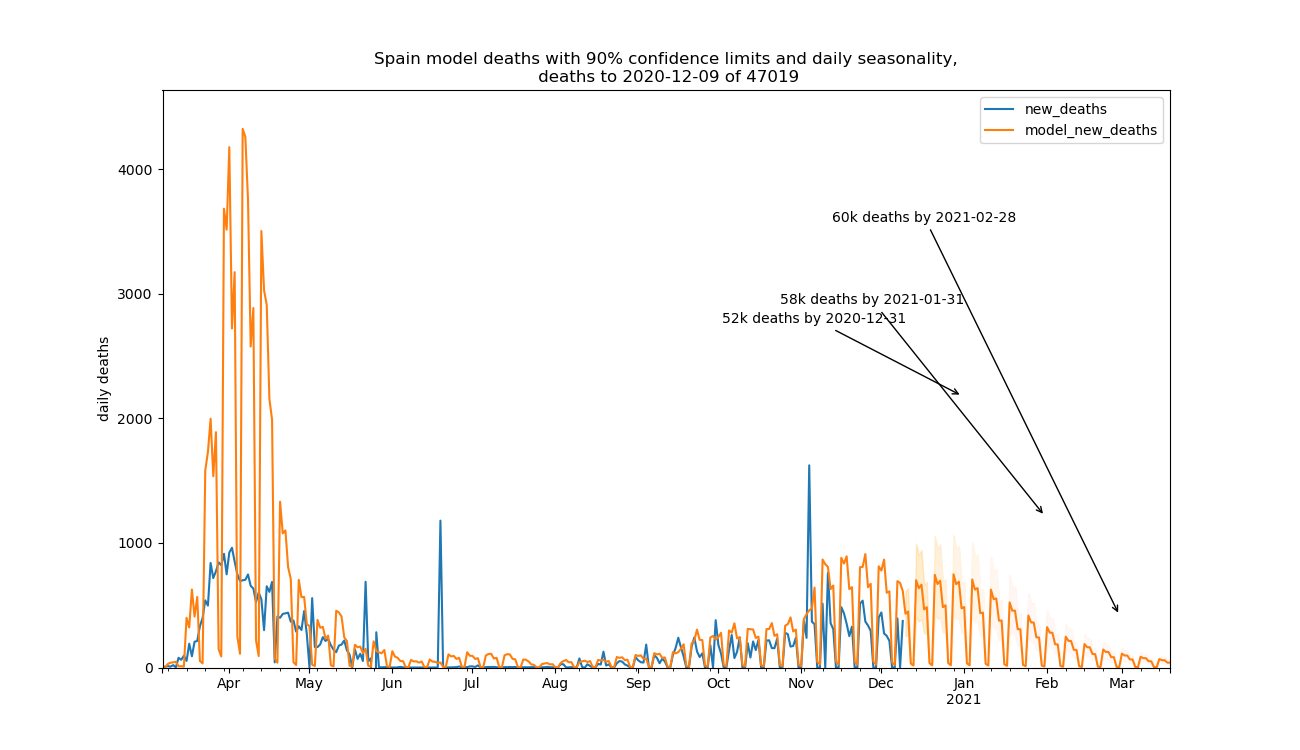 Spain model deaths with 90% confidence limits and daily seasonality,
deaths to 2020-12-09 of 47019
new_deaths
model_new_deaths
daily deaths
4000
3000
2000
1000
0
60k deaths by 2021-02-28
58k deaths by 2021-01-31
52k deaths by 2020-12-31
Apr May Jun Jul Aug Sep Oct Nov Dec Jan Feb Mar
2021